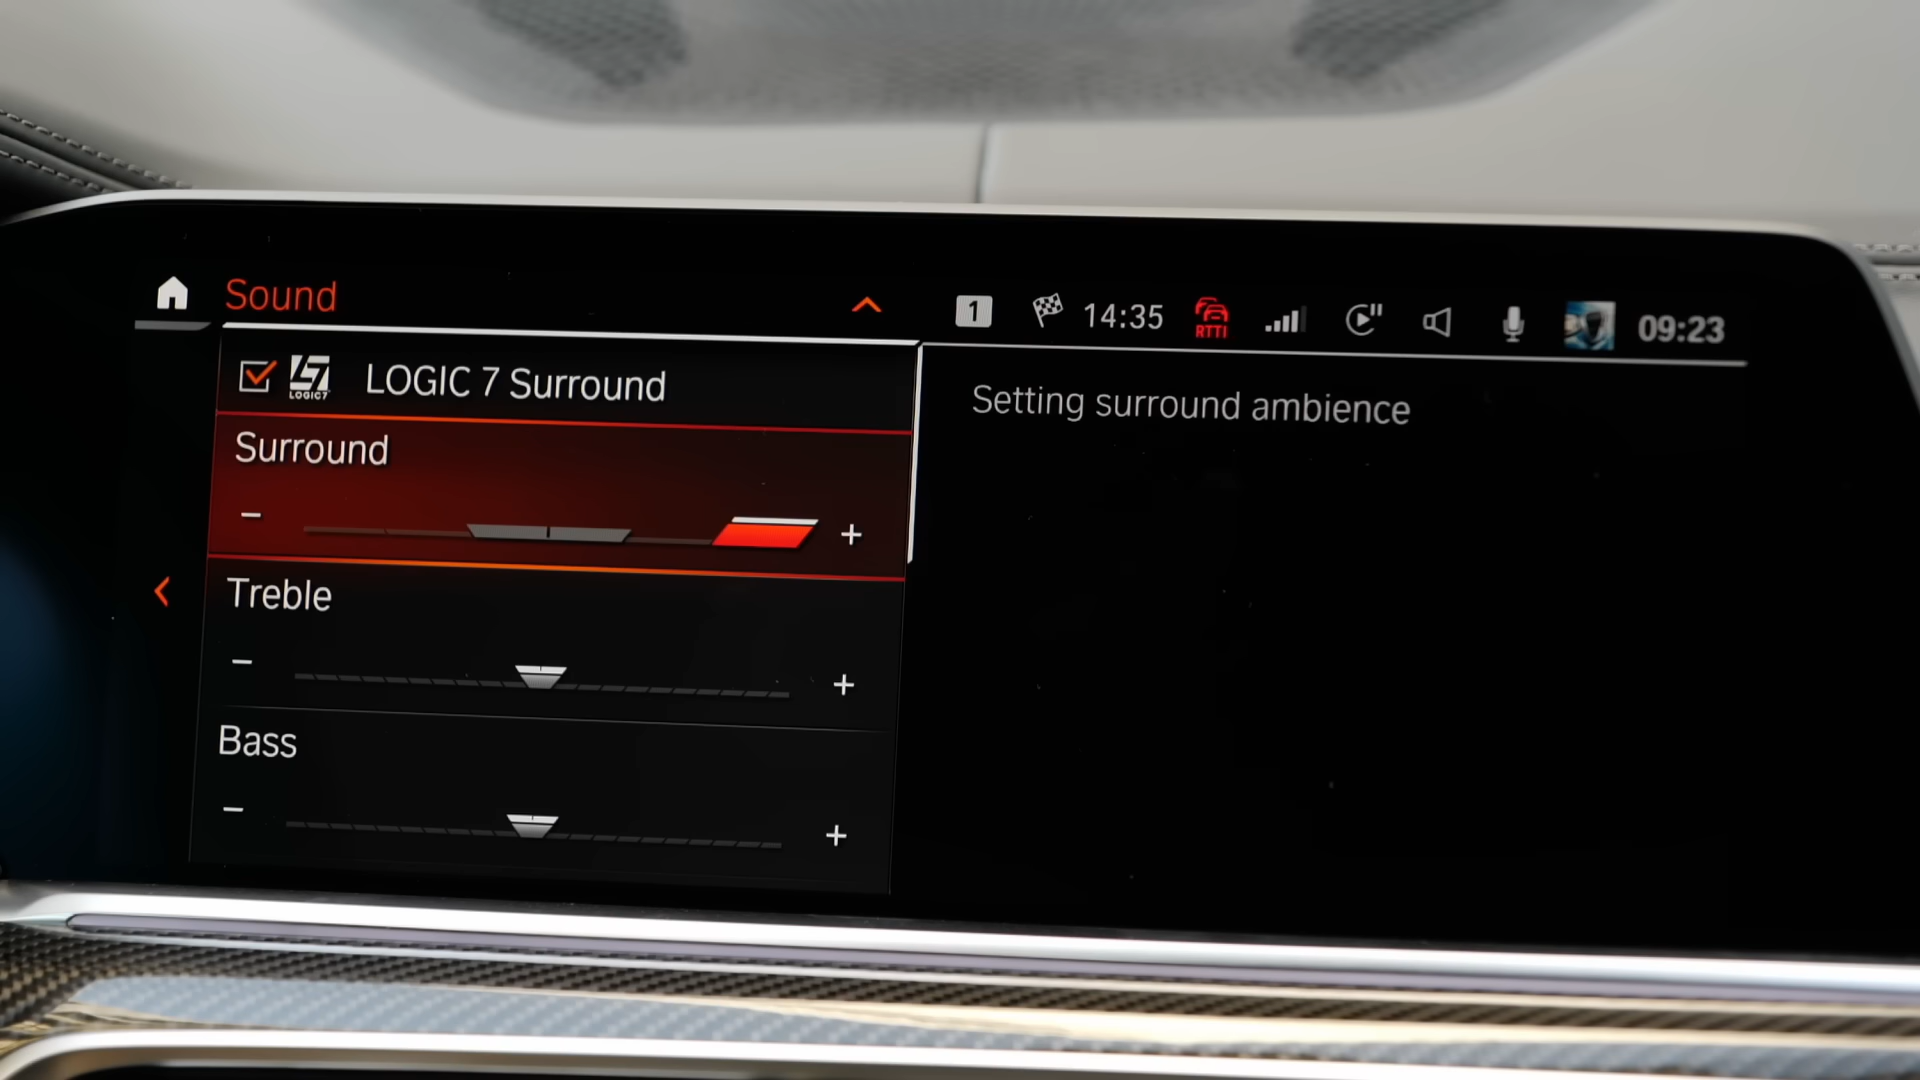 Sound
1 14:35 RTTI 09:23
LOGIC7 LOGIC 7 Surround
Setting surround ambience
Surround
− +
Treble
− +
Bass
− +